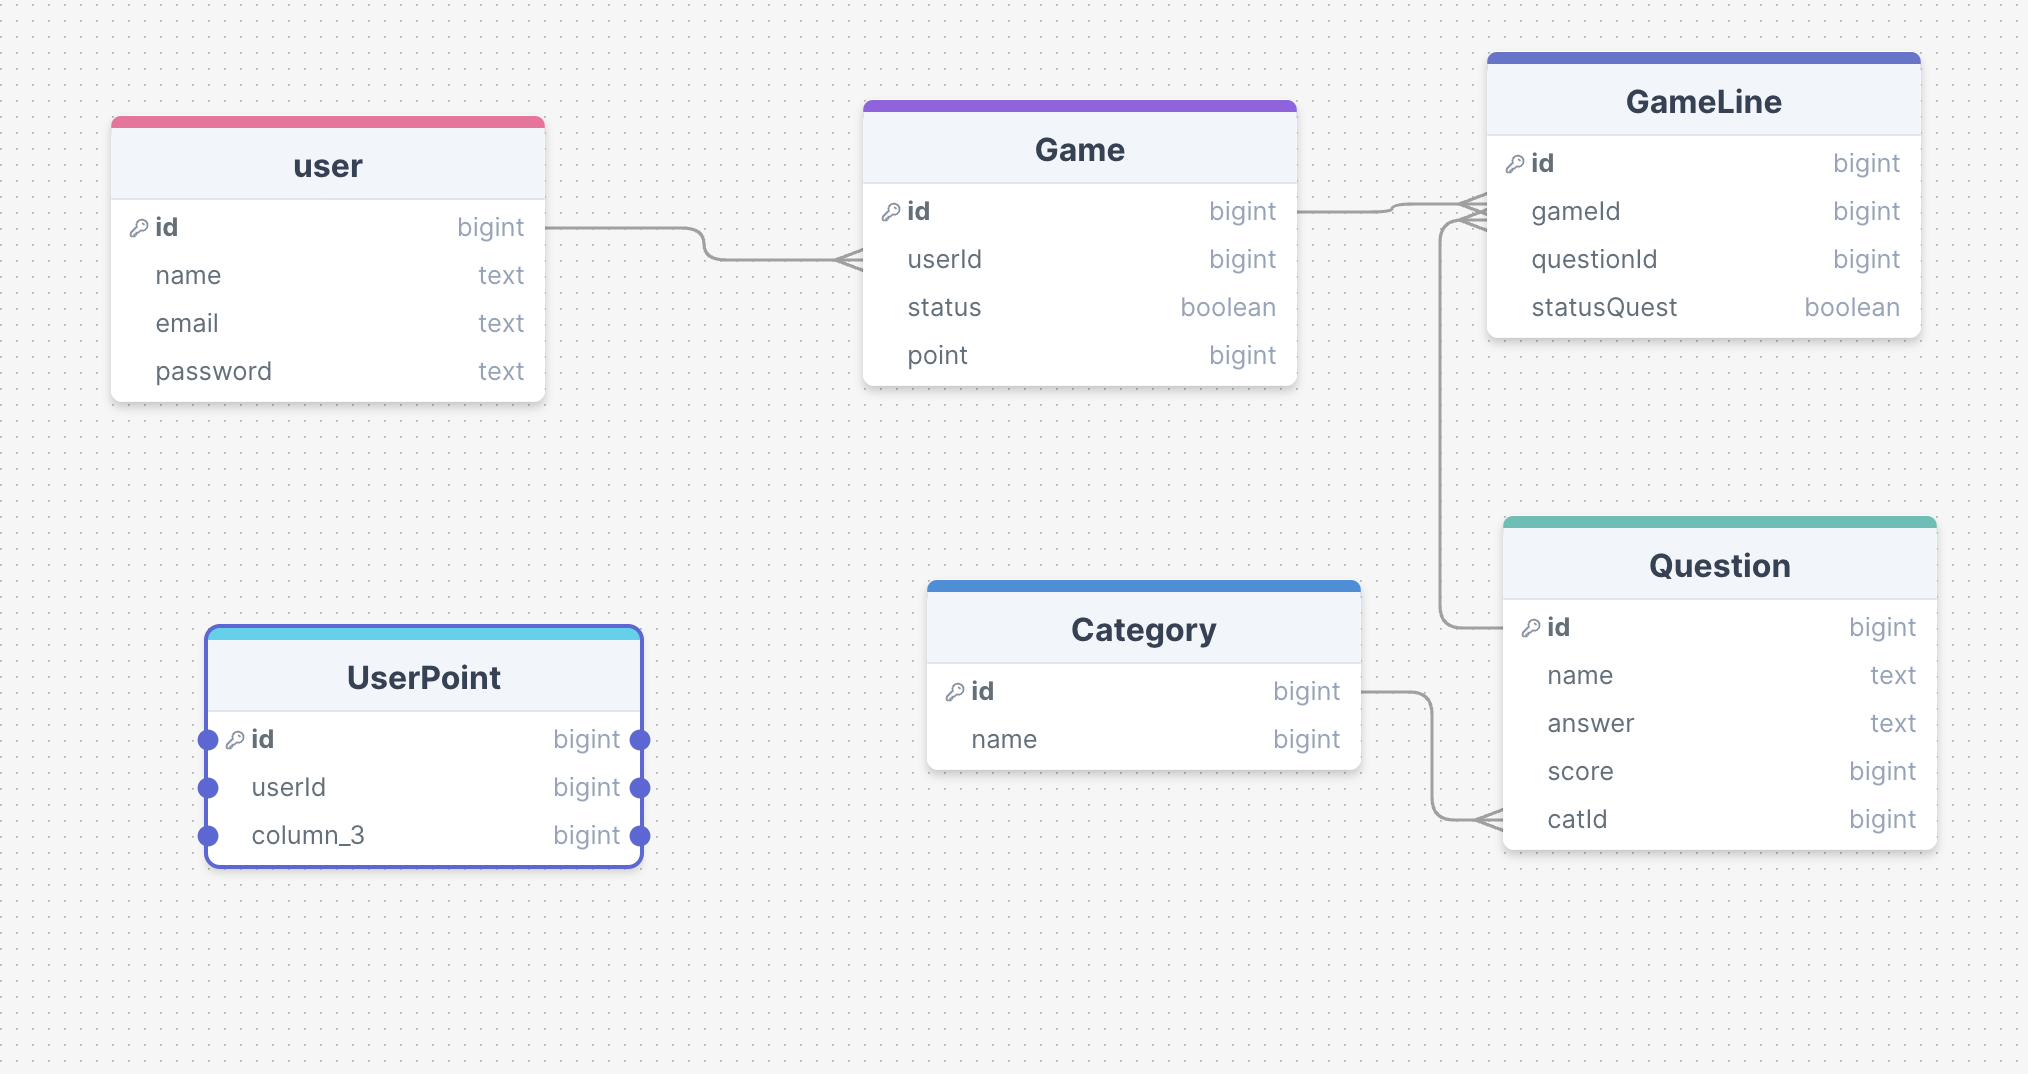 user
id bigint
name text
email text
password text
Game
id bigint
userId bigint
status boolean
point bigint
GameLine
id bigint
gameId bigint
questionId bigint
statusQuest boolean
UserPoint
id bigint
userId bigint
column_3 bigint
Category
id bigint
name bigint
Question
id bigint
name text
answer text
score bigint
catId bigint